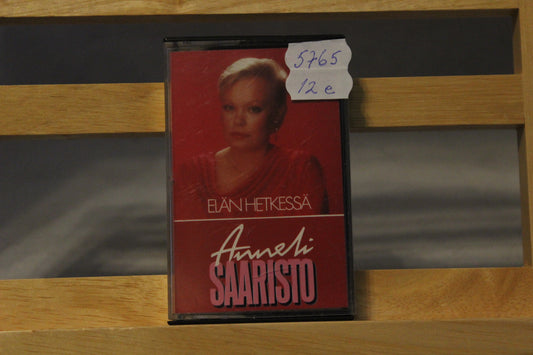 5765
12 e
ELÄN HETKESSÄ
Anneli
SAARISTO